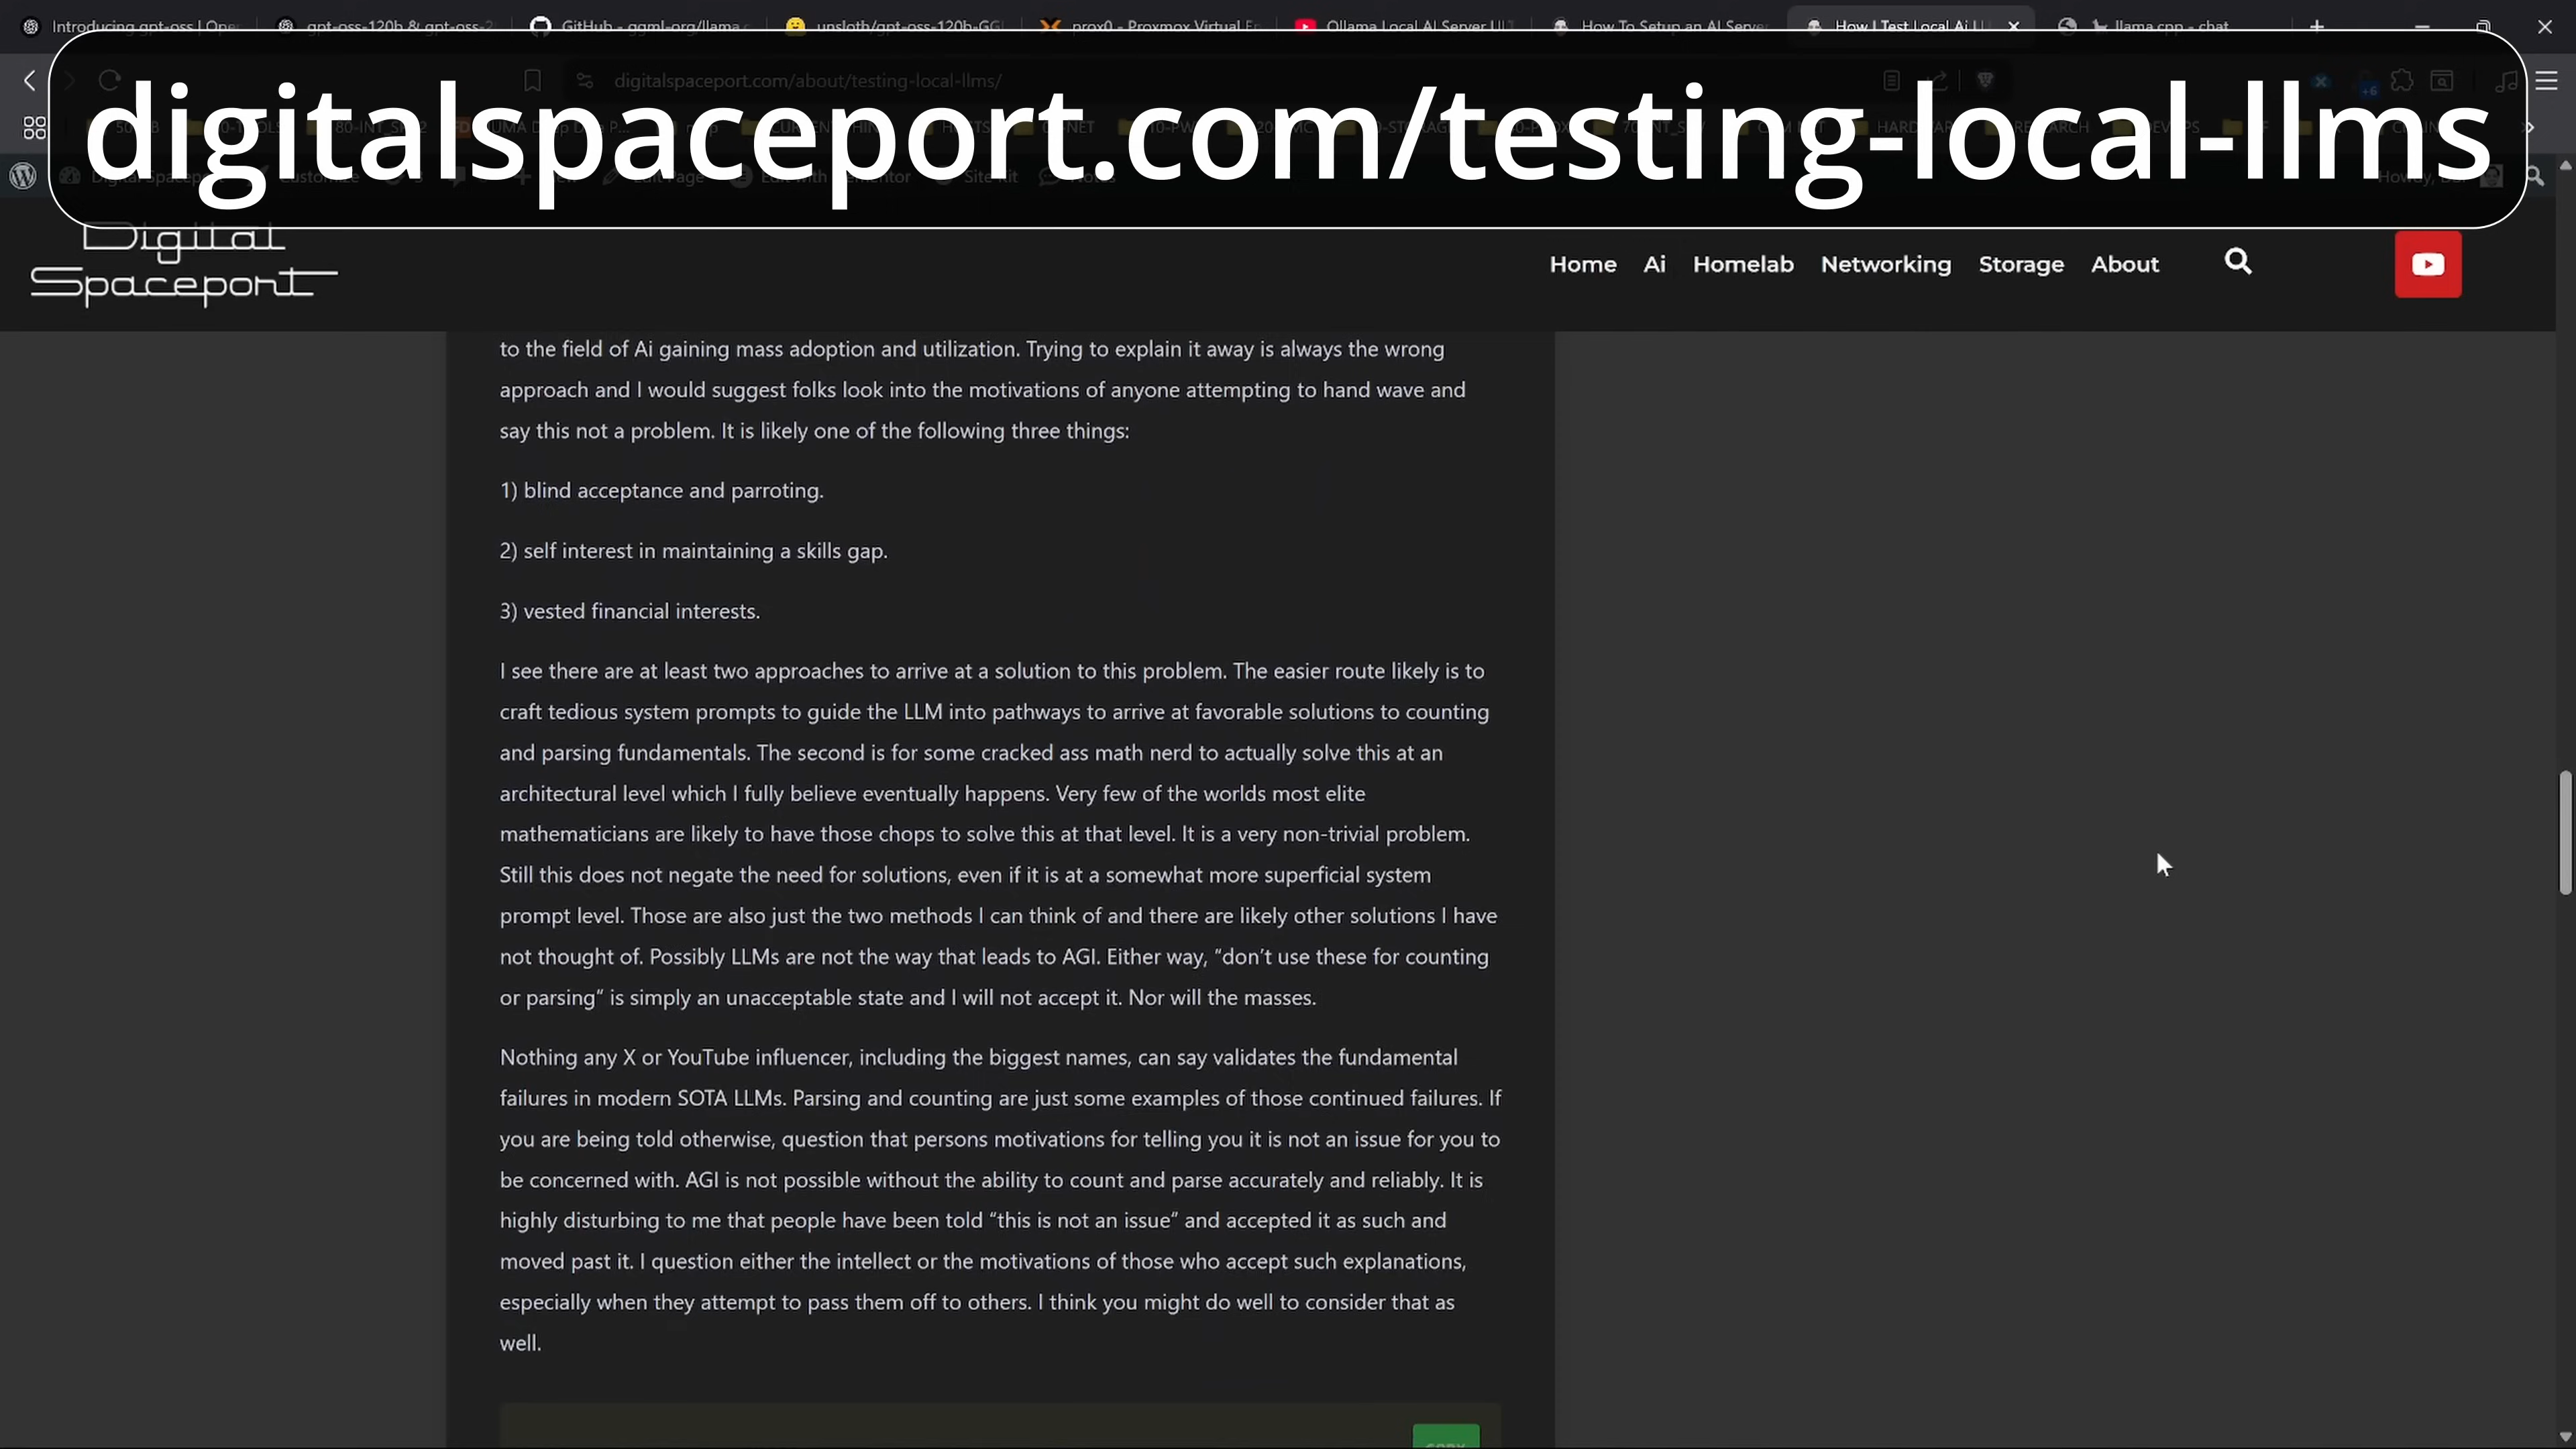 Introducing gpt-oss | Ope
gpt-oss-120b & gpt-oss-2
GitHub - ggml-org/llama.c
unsloth/gpt-oss-120b-GG
prox0 - Proxmox Virtual En
Ollama Local AI Server Ul
How To Setup an AI Server
How I Test Local Ai L
llama.cpp - chat
digitalspaceport.com/about/testing-local-llms/
digitalspaceport.com/testing-local-llms
Digital
Spaceport
Home Ai Homelab Networking Storage About
to the field of Ai gaining mass adoption and utilization. Trying to explain it away is always the wrong
approach and I would suggest folks look into the motivations of anyone attempting to hand wave and
say this not a problem. It is likely one of the following three things:
1) blind acceptance and parroting.
2) self interest in maintaining a skills gap.
3) vested financial interests.
I see there are at least two approaches to arrive at a solution to this problem. The easier route likely is to
craft tedious system prompts to guide the LLM into pathways to arrive at favorable solutions to counting
and parsing fundamentals. The second is for some cracked ass math nerd to actually solve this at an
architectural level which I fully believe eventually happens. Very few of the worlds most elite
mathematicians are likely to have those chops to solve this at that level. It is a very non-trivial problem.
Still this does not negate the need for solutions, even if it is at a somewhat more superficial system
prompt level. Those are also just the two methods I can think of and there are likely other solutions I have
not thought of. Possibly LLMs are not the way that leads to AGI. Either way, “don’t use these for counting
or parsing“ is simply an unacceptable state and I will not accept it. Nor will the masses.
Nothing any X or YouTube influencer, including the biggest names, can say validates the fundamental
failures in modern SOTA LLMs. Parsing and counting are just some examples of those continued failures. If
you are being told otherwise, question that persons motivations for telling you it is not an issue for you to
be concerned with. AGI is not possible without the ability to count and parse accurately and reliably. It is
highly disturbing to me that people have been told “this is not an issue“ and accepted it as such and
moved past it. I question either the intellect or the motivations of those who accept such explanations,
especially when they attempt to pass them off to others. I think you might do well to consider that as
well.
COPY